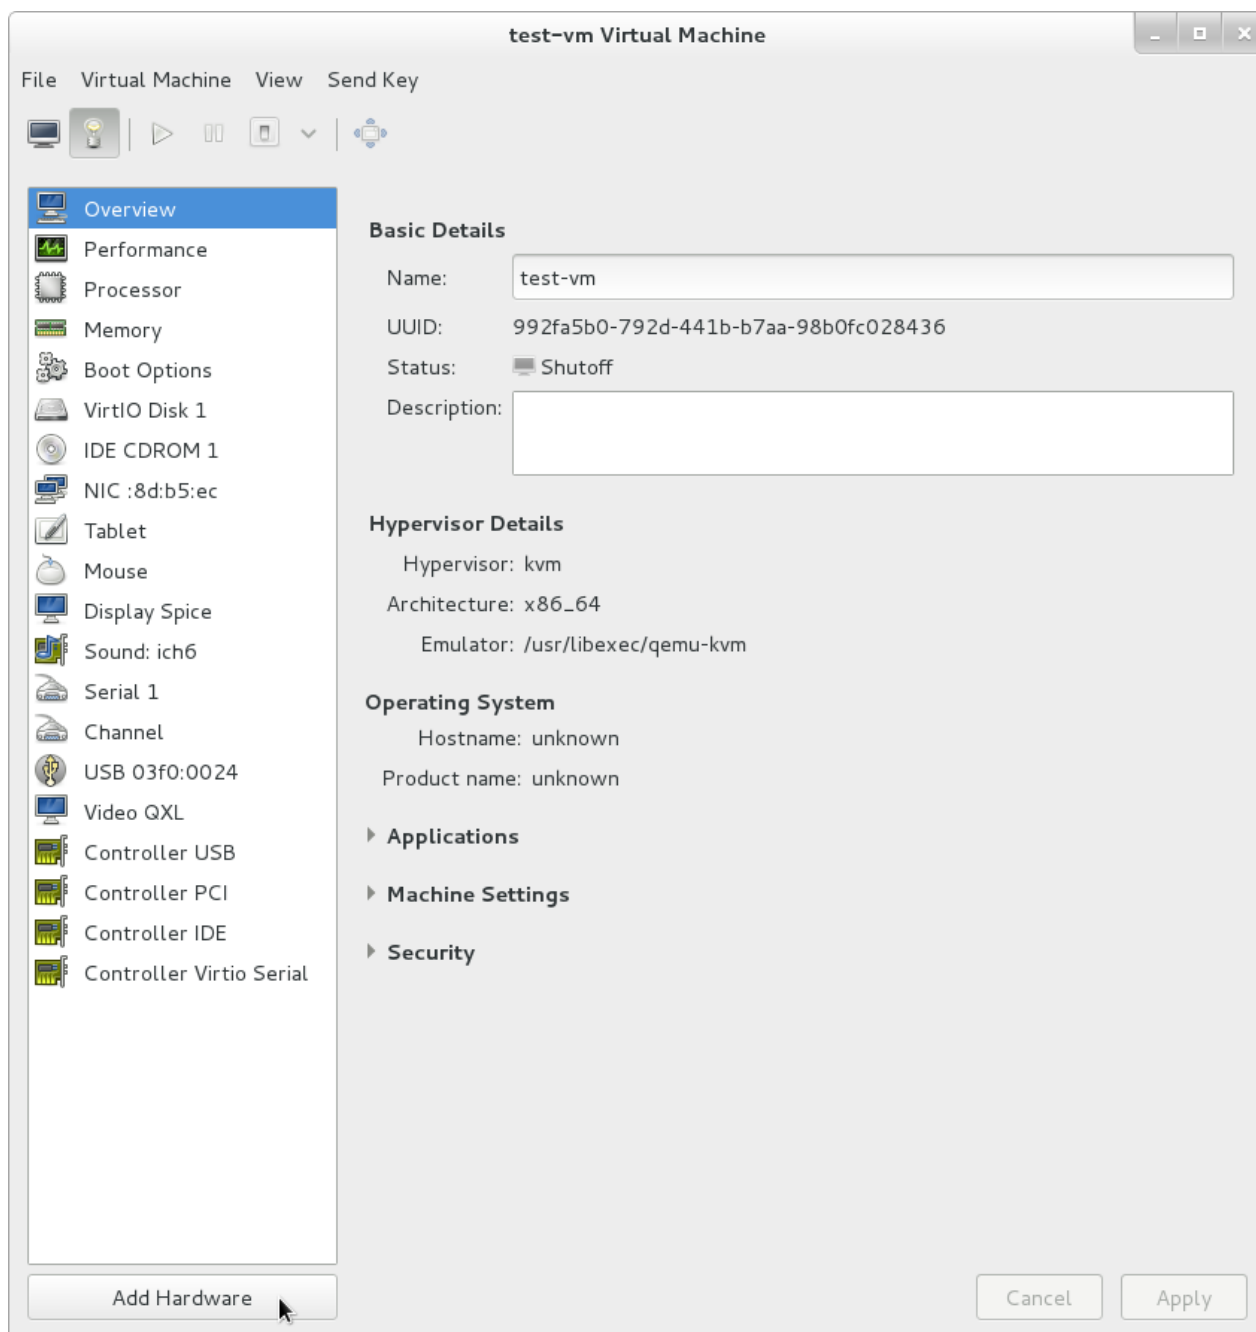 test-vm Virtual Machine
File Virtual Machine View Send Key
Overview
Performance
Processor
Memory
Boot Options
VirtIO Disk 1
IDE CDROM 1
NIC :8d:b5:ec
Tablet
Mouse
Display Spice
Sound: ich6
Serial 1
Channel
USB 03f0:0024
Video QXL
Controller USB
Controller PCI
Controller IDE
Controller Virtio Serial
Add Hardware
Basic Details
Name: test-vm
UUID: 992fa5b0-792d-441b-b7aa-98b0fc028436
Status: Shutoff
Description:
Hypervisor Details
Hypervisor: kvm
Architecture: x86_64
Emulator: /usr/libexec/qemu-kvm
Operating System
Hostname: unknown
Product name: unknown
Applications
Machine Settings
Security
Cancel Apply